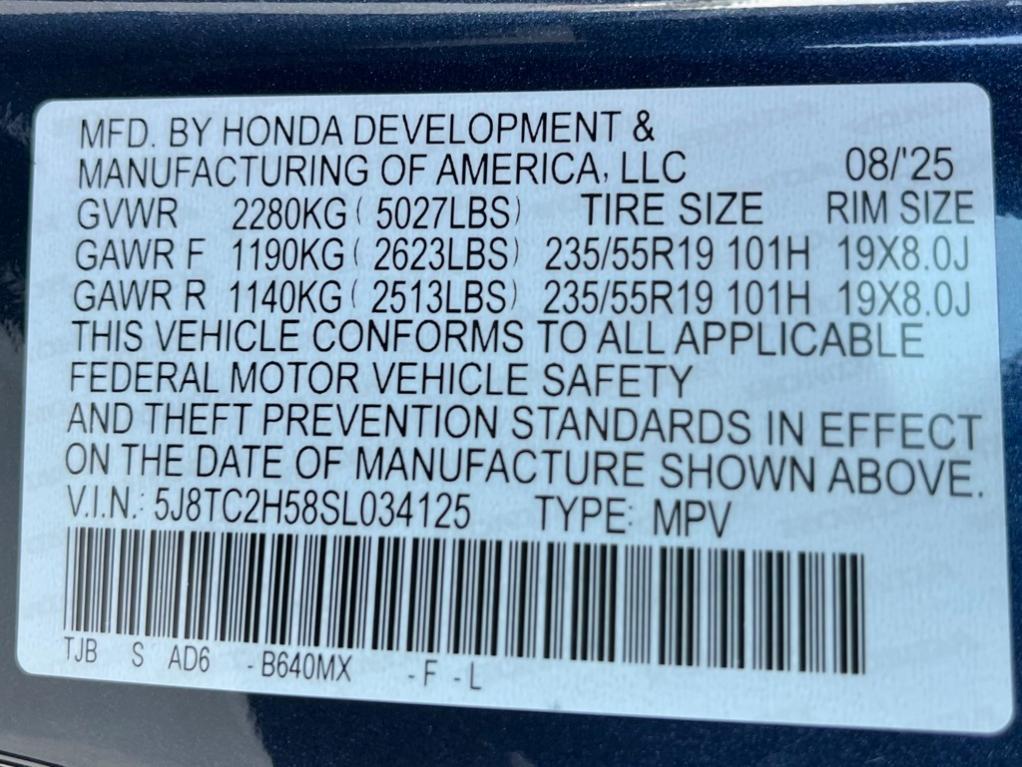 MFD. BY HONDA DEVELOPMENT &
MANUFACTURING OF AMERICA, LLC 08/'25
GVWR 2280KG ( 5027LBS) TIRE SIZE RIM SIZE
GAWR F 1190KG ( 2623LBS) 235/55R19 101H 19X8.0J
GAWR R 1140KG ( 2513LBS) 235/55R19 101H 19X8.0J
THIS VEHICLE CONFORMS TO ALL APPLICABLE
FEDERAL MOTOR VEHICLE SAFETY
AND THEFT PREVENTION STANDARDS IN EFFECT
ON THE DATE OF MANUFACTURE SHOWN ABOVE.
V.I.N.: 5J8TC2H58SL034125 TYPE: MPV
TJB S AD6 -B640MX -F -L